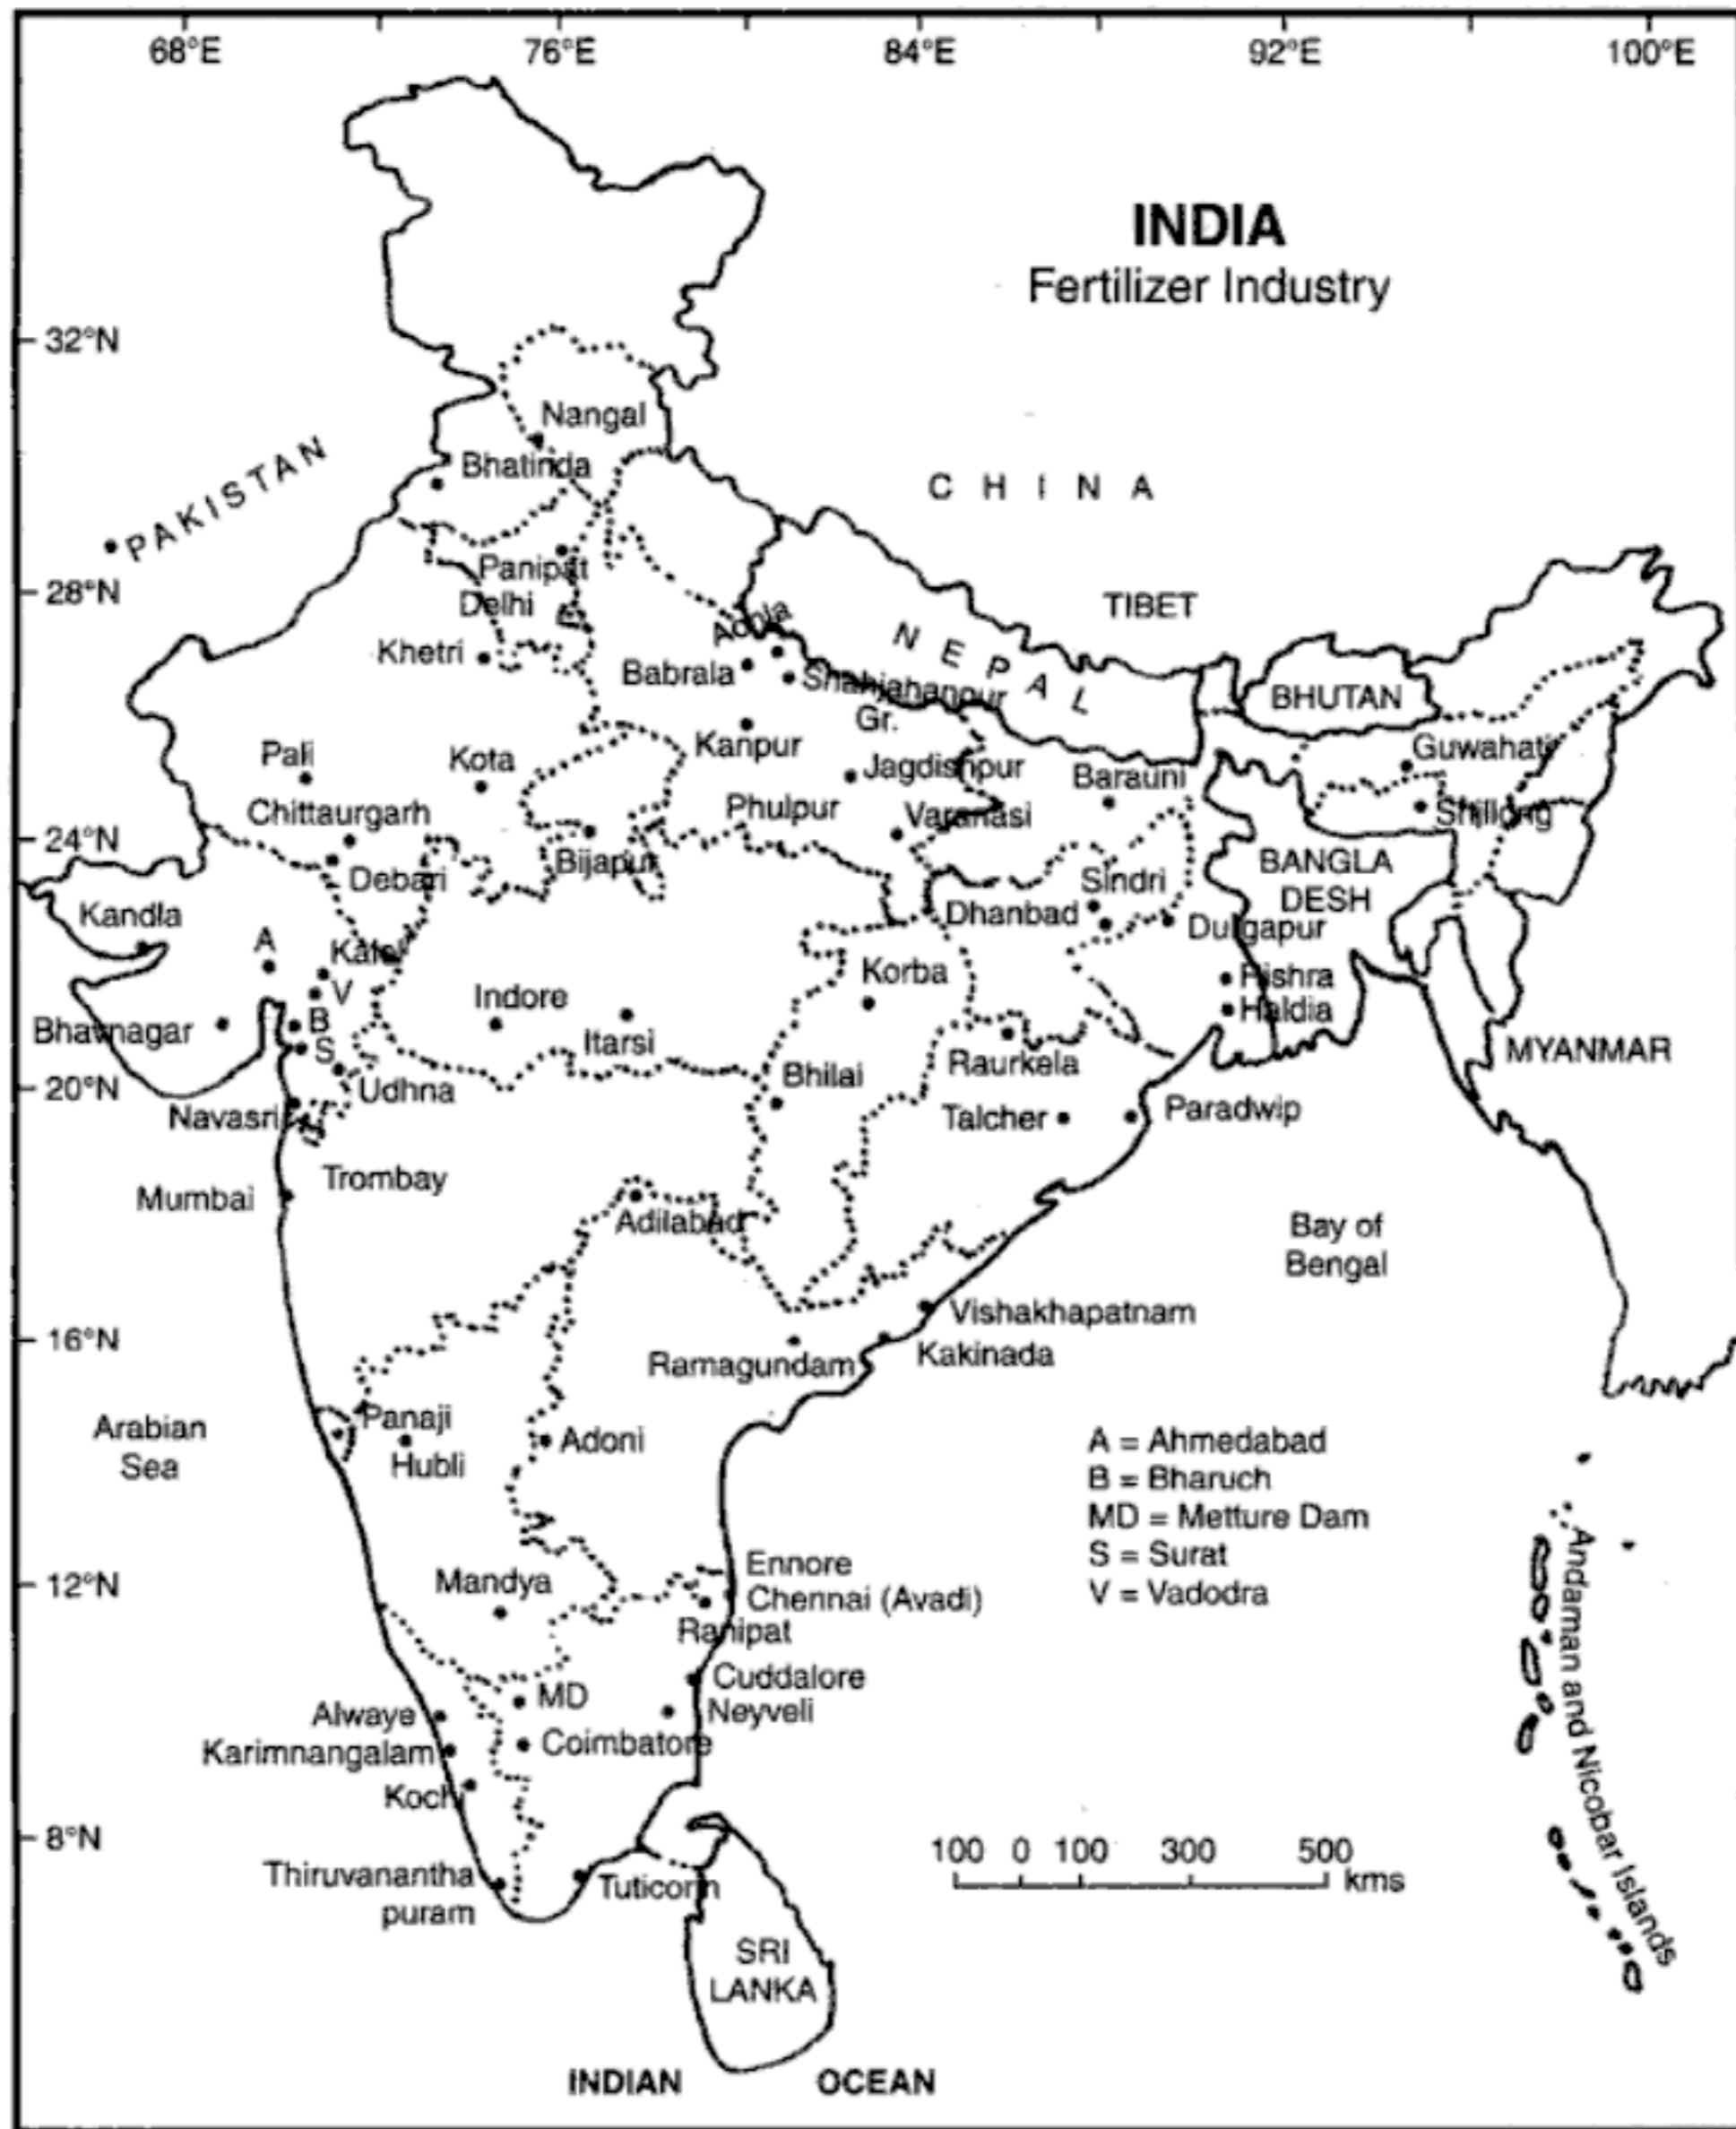 68°E 76°E 84°E 92°E 100°E
INDIA
Fertilizer Industry
32°N
Nangal
Bhatinda
PAKISTAN
CHINA
28°N
Panipat
Delhi
TIBET
NEPAL
Khetri
Babrala
Shahjahanpur
Gr.
BHUTAN
Kanpur
Guwahati
Pali
Kota
Jagdishpur
Barauni
Chittaurgarh
Phulpur
Varanasi
Shillong
24°N
Debari
Bijapur
Sindri
BANGLA
DESH
Kandla
Dhanbad
Durgapur
A
V
Korba
Rishra
Indore
Haldia
Bhavnagar
B
Itarsi
S
MYANMAR
Raurkela
20°N
Udhna
Bhilai
Navasri
Talcher
Paradwip
Mumbai
Trombay
Adilabad
Bay of
Bengal
Vishakhapatnam
16°N
Ramagundam
Kakinada
Arabian
Sea
Panaji
Hubli
Adoni
A = Ahmedabad
B = Bharuch
MD = Metture Dam
S = Surat
V = Vadodra
Andaman and Nicobar Islands
12°N
Mandya
Ennore
Chennai (Avadi)
Ranipat
Cuddalore
MD
Neyveli
Alwaye
Karimnangalam
Coimbatore
Kochi
8°N
100 0 100 300 500
kms
Thiruvanantha
puram
Tuticorin
SRI
LANKA
INDIAN OCEAN